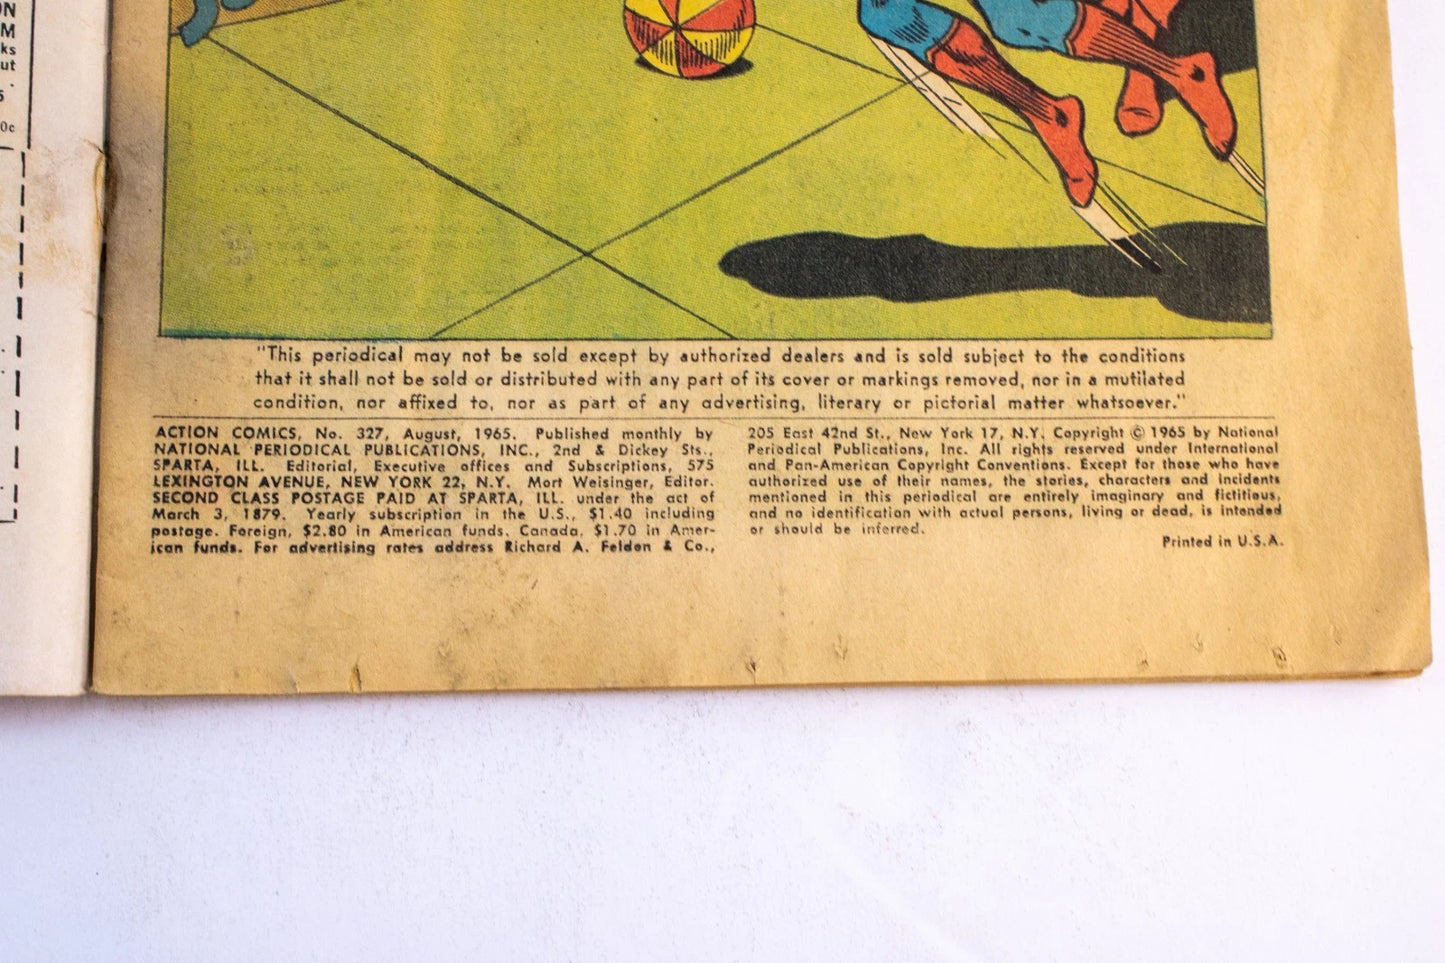 ON
M
ks
ut
5
0c
"This periodical may not be sold except by authorized dealers and is sold subject to the conditions
that it shall not be sold or distributed with any part of its cover or markings removed, nor in a mutilated
condition, nor affixed to, nor as part of any advertising, literary or pictorial matter whatsoever."
ACTION COMICS, No. 327, August, 1965. Published monthly by
NATIONAL PERIODICAL PUBLICATIONS, INC., 2nd & Dickey Sts.,
SPARTA, ILL. Editorial, Executive offices and Subscriptions, 575
LEXINGTON AVENUE, NEW YORK 22, N.Y. Mort Weisinger, Editor.
SECOND CLASS POSTAGE PAID AT SPARTA, ILL. under the act of
March 3, 1879. Yearly subscription in the U.S., $1.40 including
postage. Foreign, $2.80 in American funds. Canada, $1.70 in Amer-
ican funds. For advertising rates address Richard A. Feldon & Co.,
205 East 42nd St., New York 17, N.Y. Copyright © 1965 by National
Periodical Publications, Inc. All rights reserved under International
and Pan-American Copyright Conventions. Except for those who have
authorized use of their names, the stories, characters and incidents
mentioned in this periodical are entirely imaginary and fictitious,
and no identification with actual persons, living or dead, is intended
or should be inferred.
Printed in U.S.A.